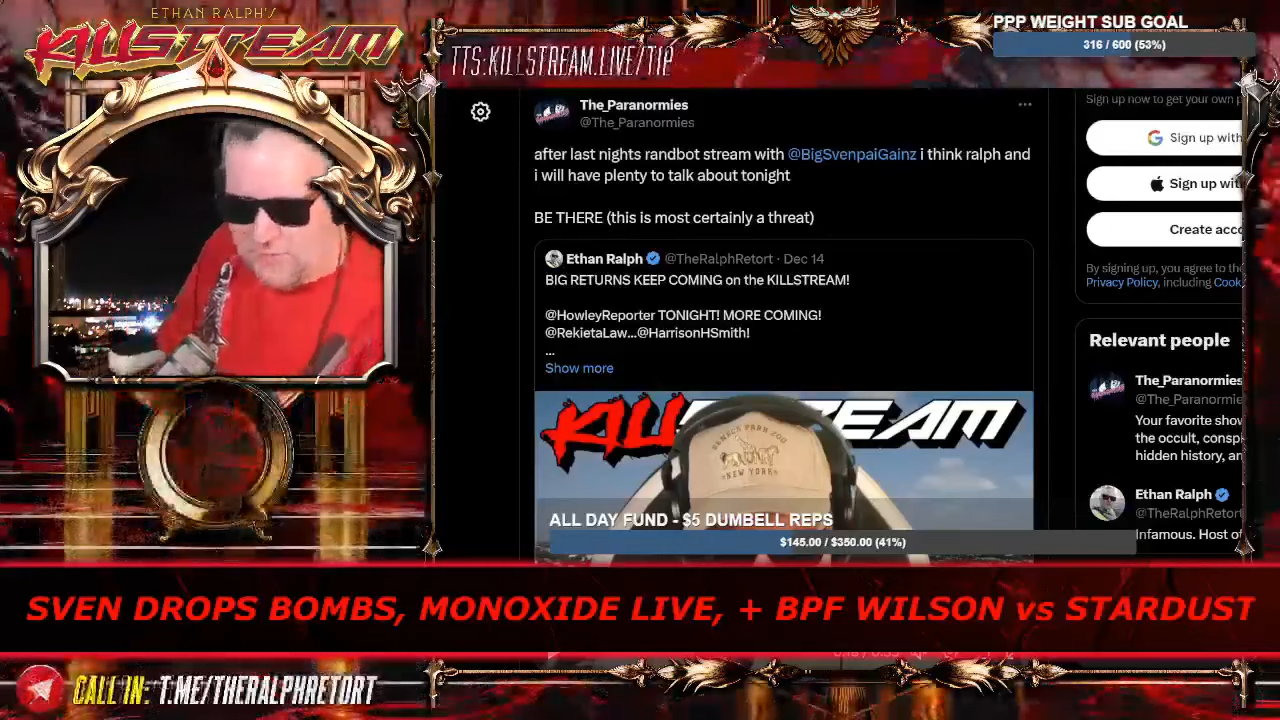 ETHAN RALPH'S
KILLSTREAM
TTS:KILLSTREAM.LIVE/TIP
PPP WEIGHT SUB GOAL
316 / 600 (53%)
The_Paranormies
@The_Paranormies
after last nights randbot stream with @BigSvenpaiGainz i think ralph and
i will have plenty to talk about tonight
BE THERE (this is most certainly a threat)
Ethan Ralph @TheRalphRetort · Dec 14
BIG RETURNS KEEP COMING on the KILLSTREAM!
@HowleyReporter TONIGHT! MORE COMING!
@RekietaLaw...@HarrisonHSmith!
...
Show more
KILLSTREAM
NEW YORK
ALL DAY FUND - $5 DUMBELL REPS
$145.00 / $350.00 (41%)
Sign up now to get your own p
Sign up with
Sign up wit
Create acco
By signing up, you agree to the
Privacy Policy, including Cook
Relevant people
The_Paranormies
@The_Paranormie
Your favorite show
the occult, consp
hidden history, an
Ethan Ralph
@TheRalphRetort
Infamous. Host of
SVEN DROPS BOMBS, MONOXIDE LIVE, + BPF WILSON vs STARDUST
CALL IN: T.ME/THERALPHRETORT